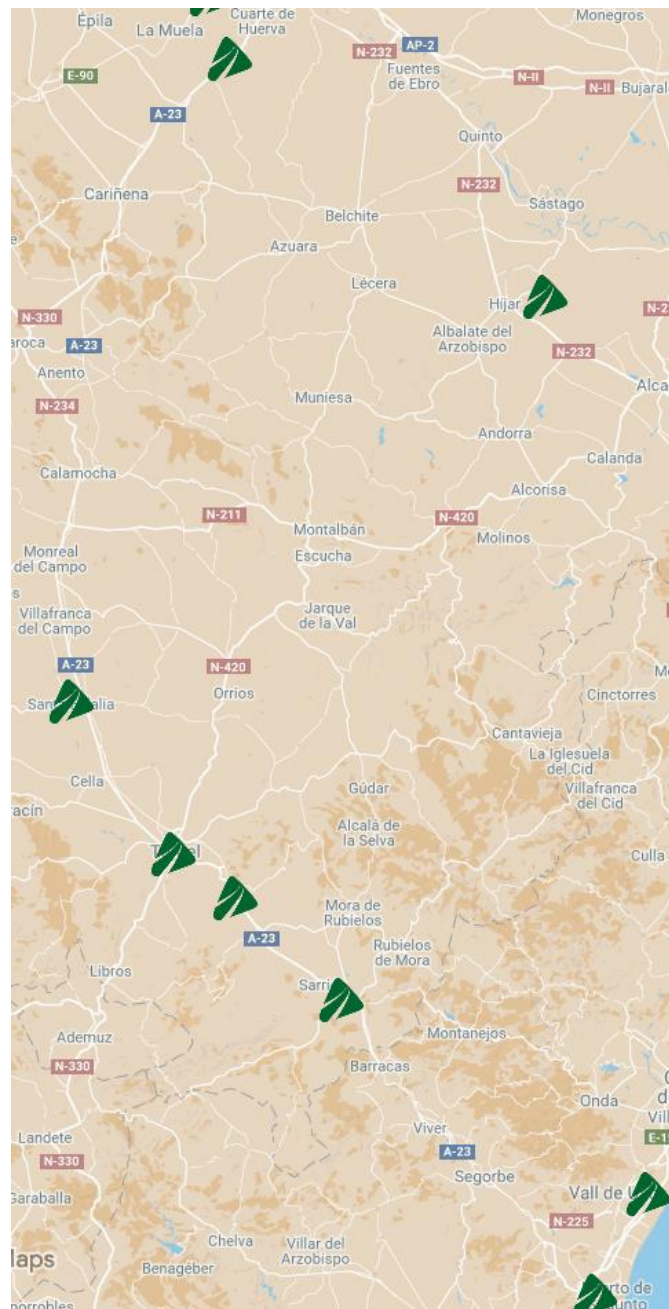 Épila
La Muela
Cuarte de
Huerva
Monegros
N-232
AP-2
E-90
Fuentes
de Ebro
N-II
N-II
A-23
Quinto
N-232
Cariñena
Belchite
Sástago
Azuara
Lécera
Híjar
N-330
Albalate del
Arzobispo
A-23
N-232
Anento
Muniesa
N-234
Andorra
Calanda
Calamocha
Alcorisa
N-211
Montalbán
N-420
Molinos
Monreal
del Campo
Escucha
Villafranca
del Campo
Jarque
de la Val
A-23
N-420
Orrios
Cinctorres
Cantavieja
La Iglesuela
del Cid
Cella
Gúdar
Villafranca
del Cid
Alcalá de
la Selva
Culla
Mora de
Rubielos
A-23
Rubielos
de Mora
Libros
Ademuz
Montanejos
N-330
Barracas
Onda
Viver
Landete
A-23
N-330
Segorbe
Vall de
N-225
Chelva
Villar del
Arzobispo
Benagéber